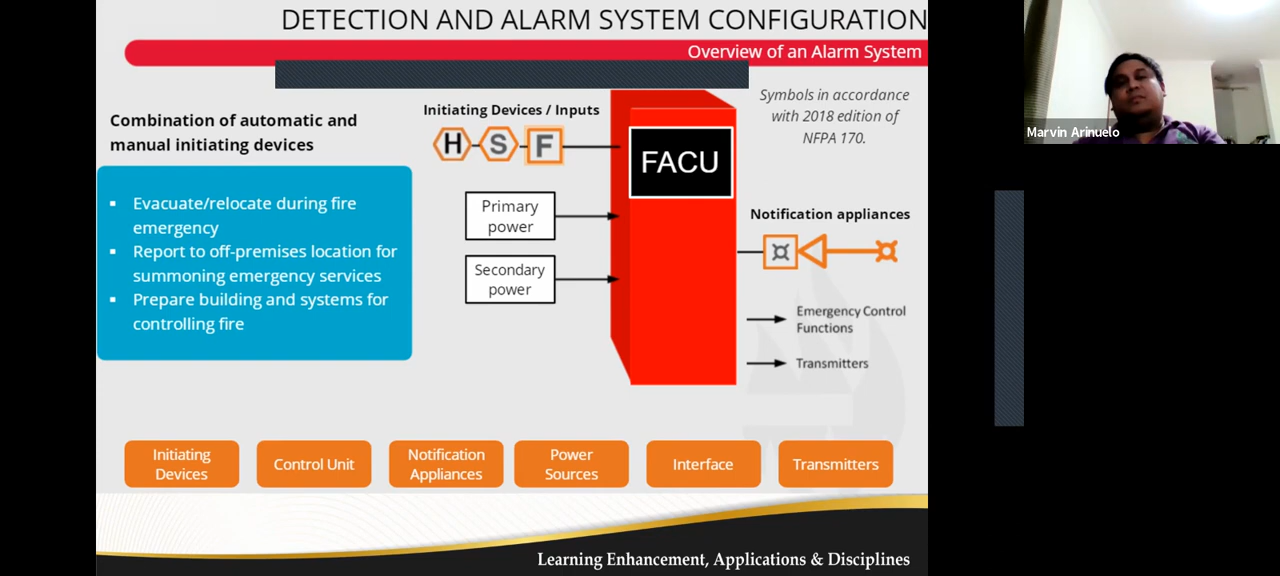 DETECTION AND ALARM SYSTEM CONFIGURATION
Overview of an Alarm System
Combination of automatic and
manual initiating devices
▪ Evacuate/relocate during fire
emergency
▪ Report to off-premises location for
summoning emergency services
▪ Prepare building and systems for
controlling fire
Initiating Devices / Inputs
H S F
Primary
power
Secondary
power
FACU
Symbols in accordance
with 2018 edition of
NFPA 170.
Notification appliances
Emergency Control
Functions
Transmitters
Initiating
Devices
Control Unit
Notification
Appliances
Power
Sources
Interface
Transmitters
Learning Enhancement, Applications & Disciplines
Marvin Arinuelo